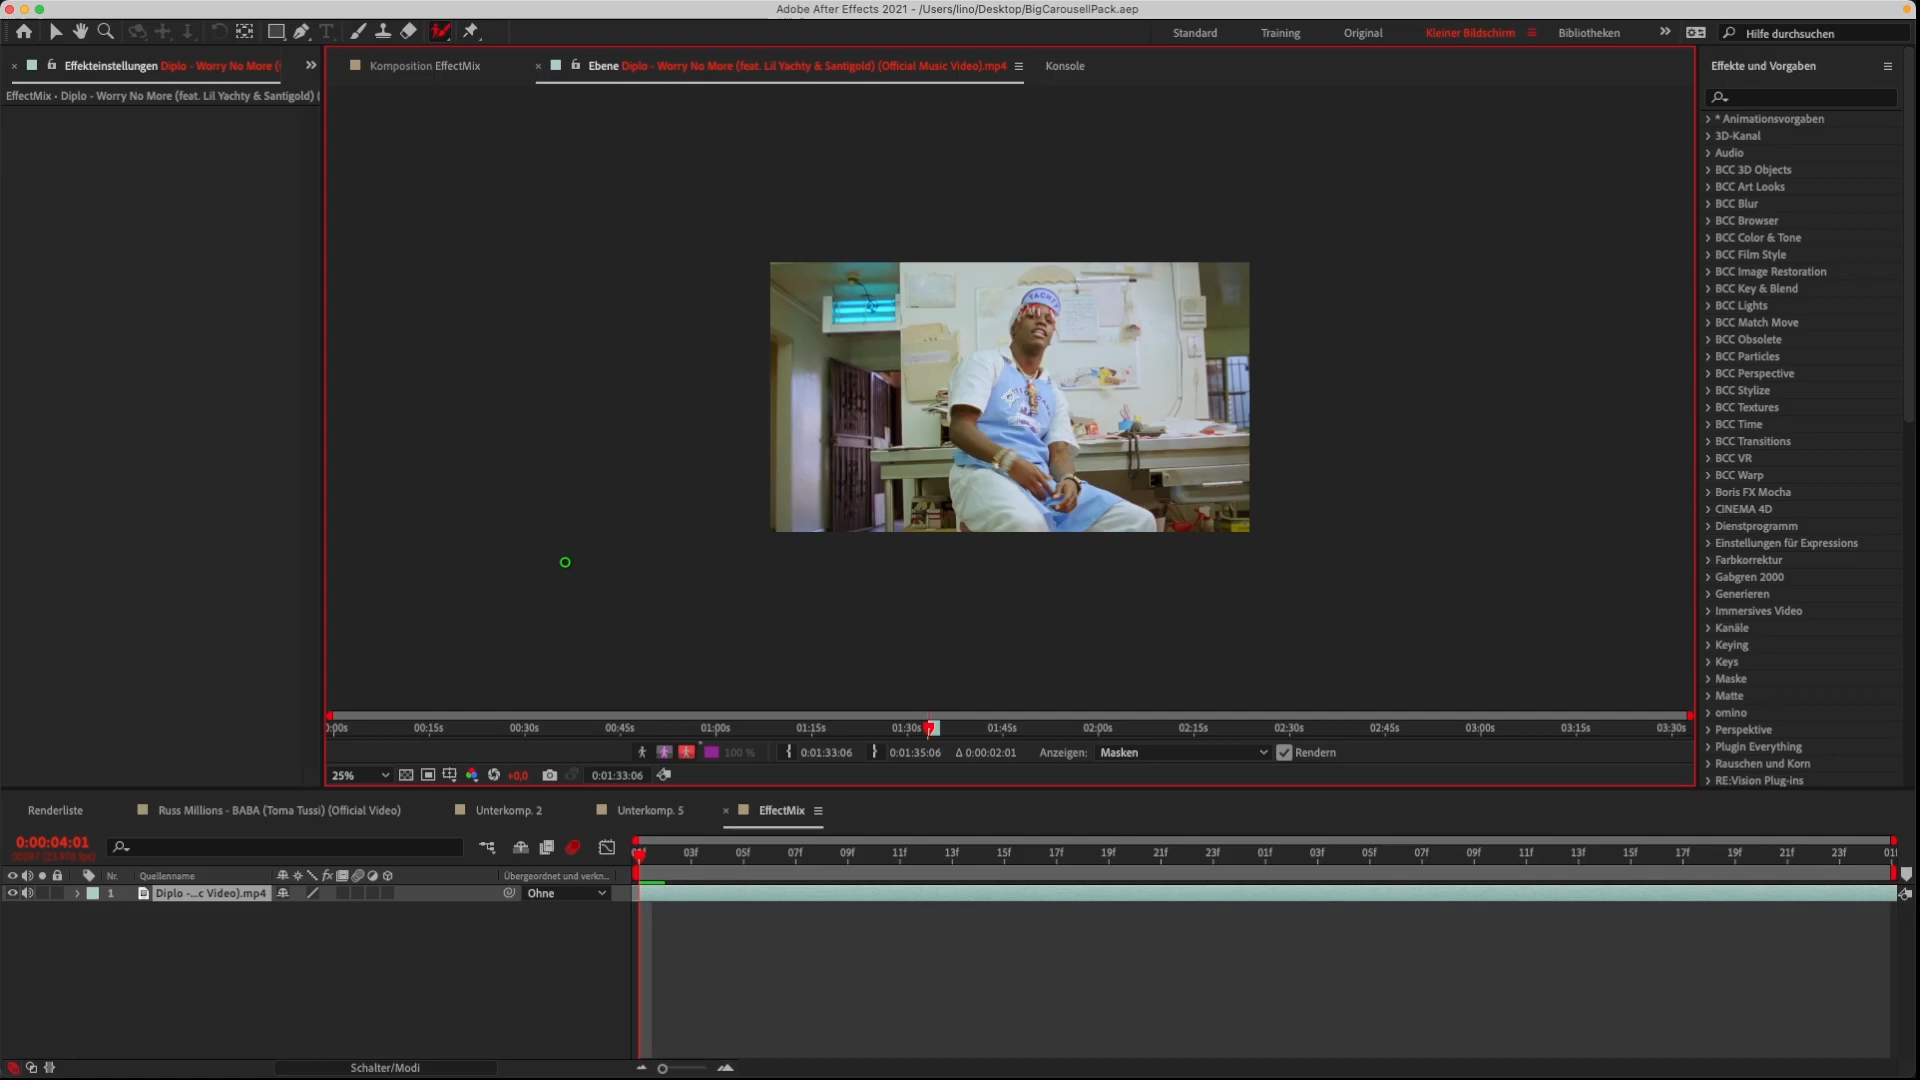 Adobe After Effects 2021 - /Users/lino/Desktop/BigCarousellPack.aep
Standard
Training
Original
Kleiner Bildschirm
Bibliotheken
Hilfe durchsuchen
Effekteinstellungen Diplo - Worry No More (
EffectMix • Diplo - Worry No More (feat. Lil Yachty & Santigold) (
Komposition EffectMix
Ebene Diplo - Worry No More (feat. Lil Yachty & Santigold) (Official Music Video).mp4
Konsole
YACHTY
Effekte und Vorgaben
* Animationsvorgaben
3D-Kanal
Audio
BCC 3D Objects
BCC Art Looks
BCC Blur
BCC Browser
BCC Color & Tone
BCC Film Style
BCC Image Restoration
BCC Key & Blend
BCC Lights
BCC Match Move
BCC Obsolete
BCC Particles
BCC Perspective
BCC Stylize
BCC Textures
BCC Time
BCC Transitions
BCC VR
BCC Warp
Boris FX Mocha
CINEMA 4D
Dienstprogramm
Einstellungen für Expressions
Farbkorrektur
Gabgren 2000
Generieren
Immersives Video
Kanäle
Keying
Keys
Maske
Matte
omino
Perspektive
Plugin Everything
Rauschen und Korn
RE:Vision Plug-ins
0:00s 00:15s 00:30s 00:45s 01:00s 01:15s 01:30s 01:45s 02:00s 02:15s 02:30s 02:45s 03:00s 03:15s 03:30s
100 %
0:01:33:06
0:01:35:06
Δ 0:00:02:01
Anzeigen: Masken
Rendern
25%
+0,0
0:01:33:06
Renderliste
Russ Millions - BABA (Toma Tussi) (Official Video)
Unterkomp. 2
Unterkomp. 5
EffectMix
0:00:04:01
00097 (23.976 fps)
03f 05f 07f 09f 11f 13f 15f 17f 19f 21f 23f 01f 03f 05f 07f 09f 11f 13f 15f 17f 19f 21f 23f 01
Nr.
Quellenname
fx
Übergeordnet und verkn...
1
Diplo -...c Video).mp4
Ohne
Schalter/Modi